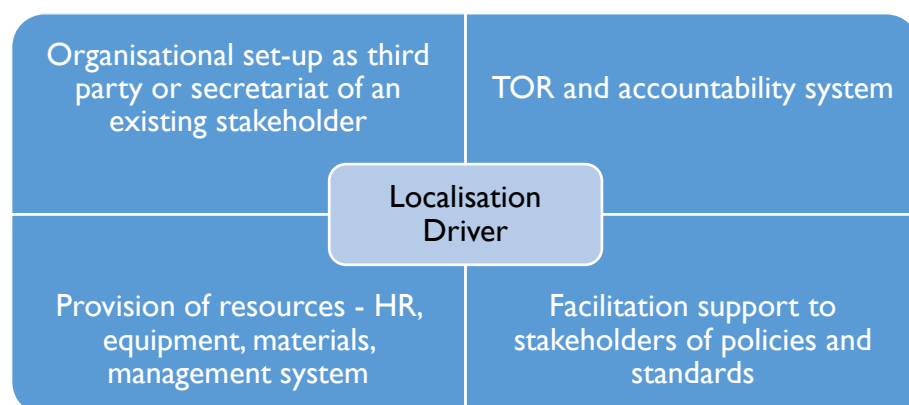 Organisational set-up as third
party or secretariat of an
existing stakeholder
TOR and accountability system
Localisation
Driver
Provision of resources - HR,
equipment, materials,
management system
Facilitation support to
stakeholders of policies and
standards